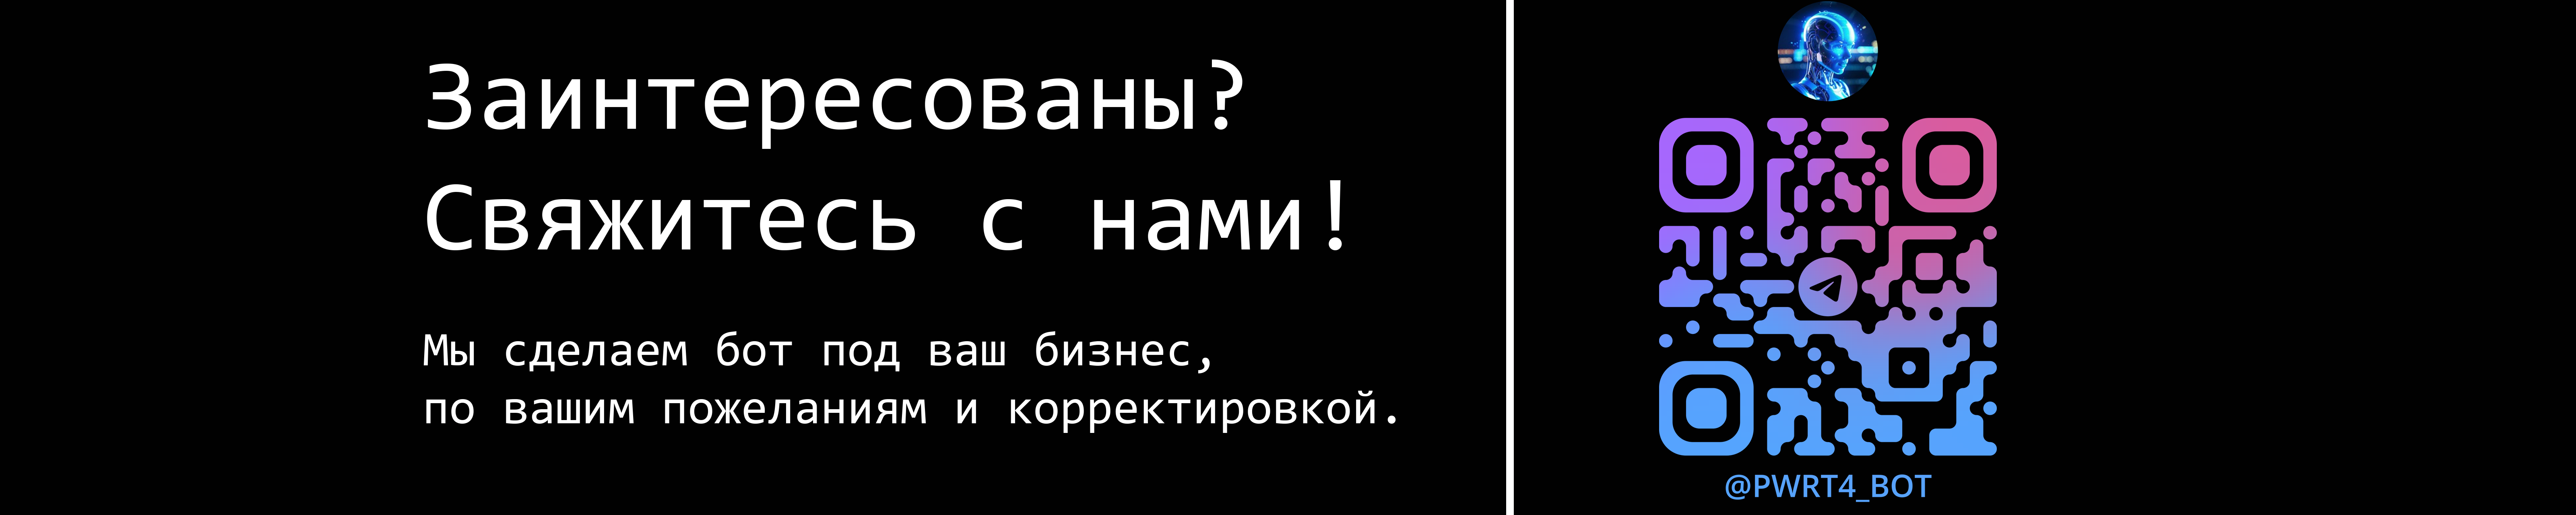 Заинтересованы?
Свяжитесь с нами!
Мы сделаем бот под ваш бизнес,
по вашим пожеланиям и корректировкой.
@PWRT4_BOT